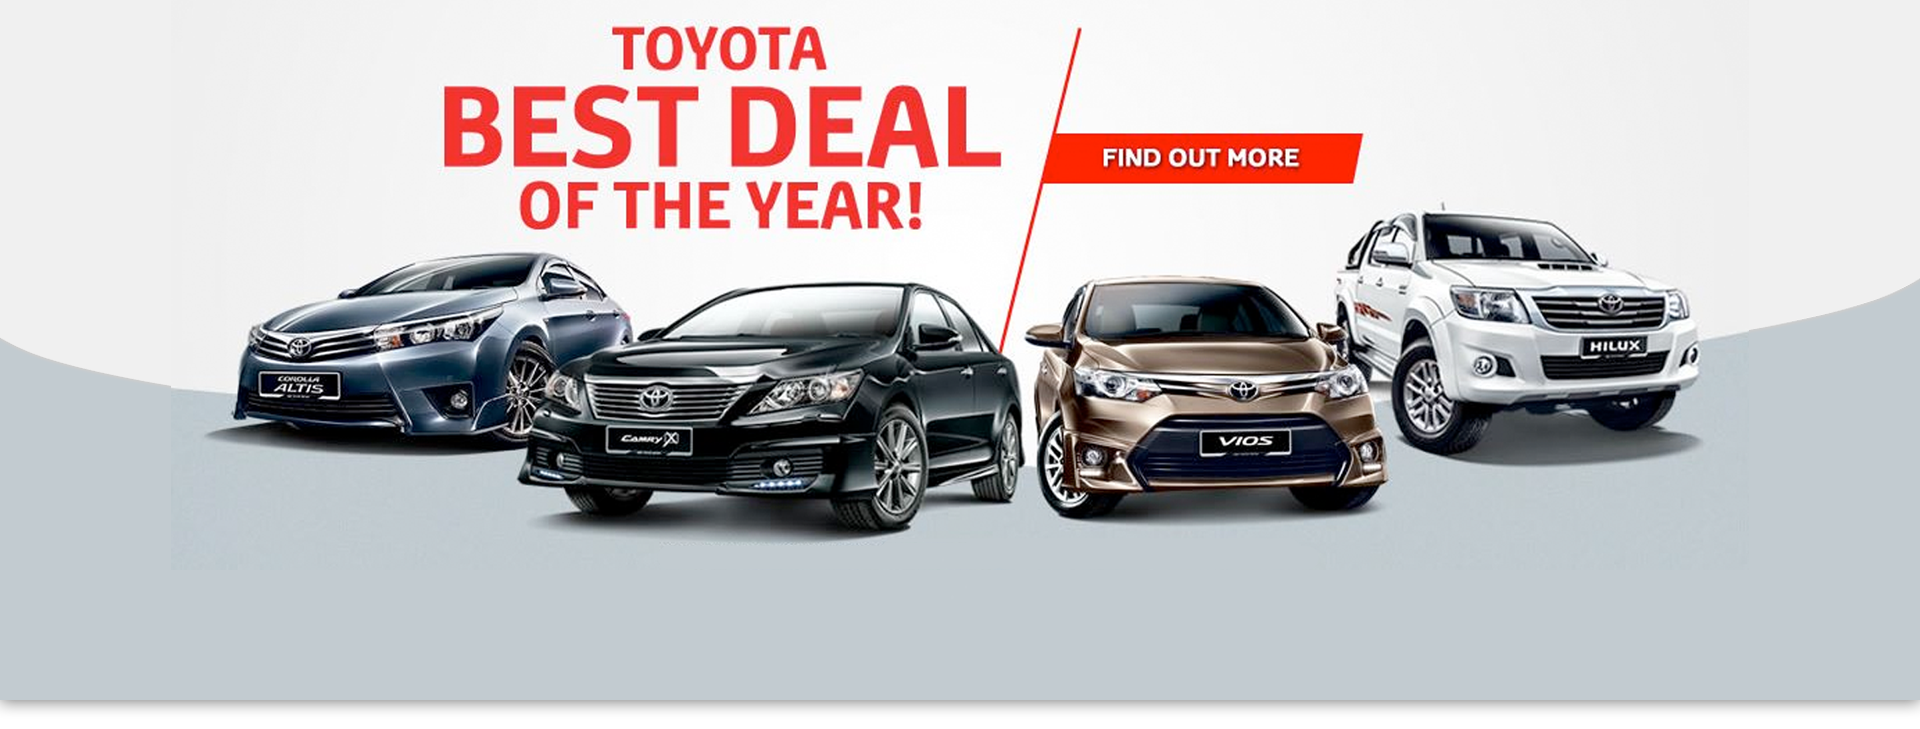 TOYOTA
BEST DEAL
OF THE YEAR!
FIND OUT MORE
COROLLA
ALTIS
CAMRY X
VIOS
HILUX